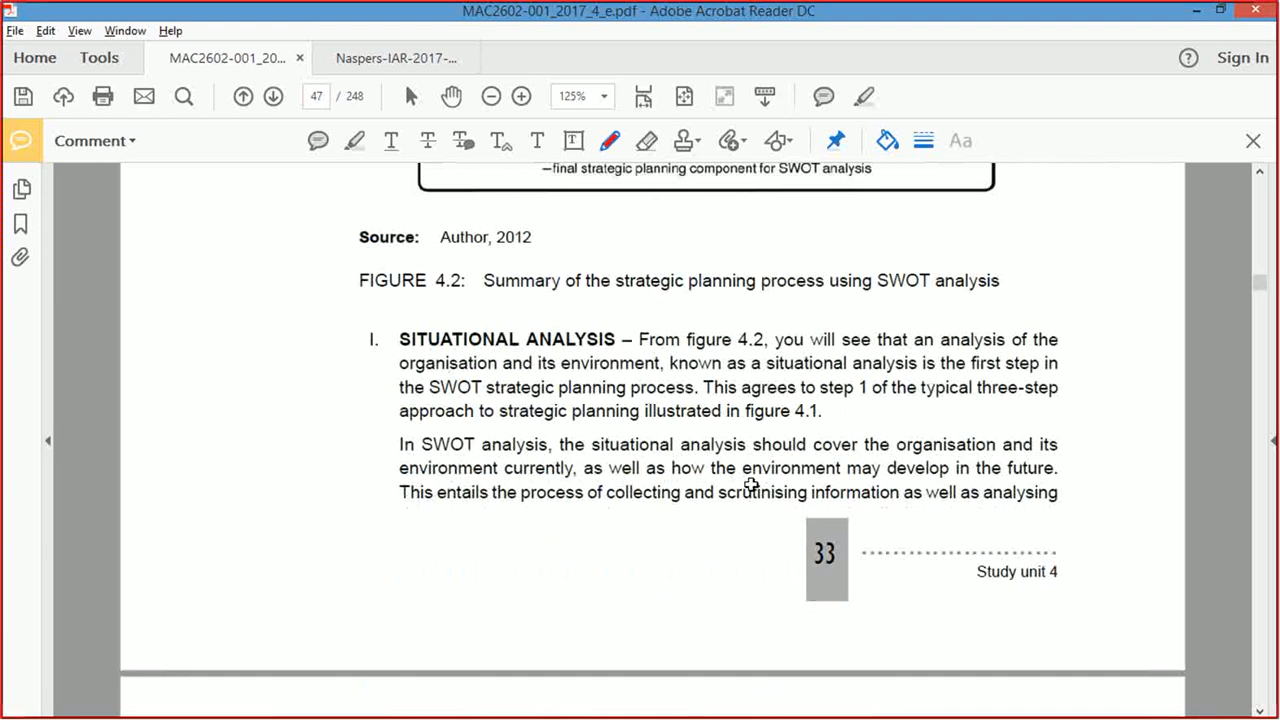 MAC2602-001_2017_4_e.pdf - Adobe Acrobat Reader DC
File Edit View Window Help
Home Tools MAC2602-001_20... × Naspers-IAR-2017-... Sign In
47 / 248 125%
Comment Aa
–final strategic planning component for SWOT analysis
Source: Author, 2012
FIGURE 4.2: Summary of the strategic planning process using SWOT analysis
I. SITUATIONAL ANALYSIS – From figure 4.2, you will see that an analysis of the
organisation and its environment, known as a situational analysis is the first step in
the SWOT strategic planning process. This agrees to step 1 of the typical three-step
approach to strategic planning illustrated in figure 4.1.
In SWOT analysis, the situational analysis should cover the organisation and its
environment currently, as well as how the environment may develop in the future.
This entails the process of collecting and scrutinising information as well as analysing
33
Study unit 4